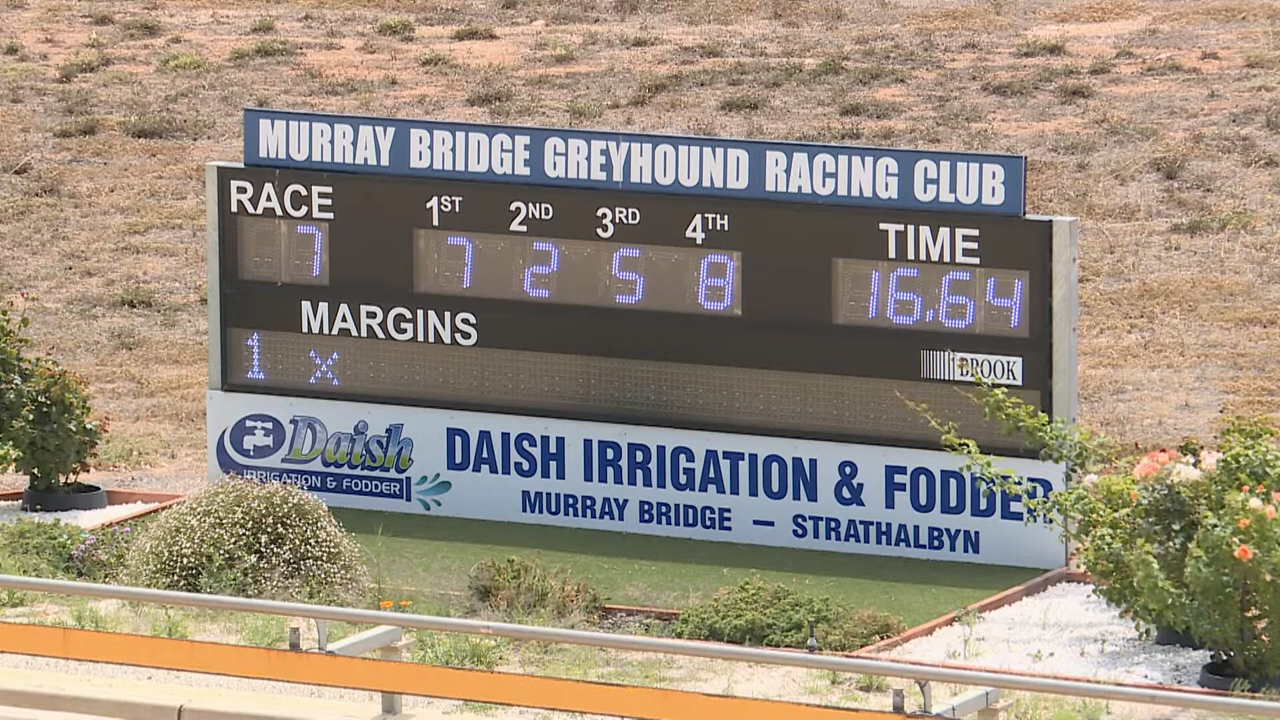 MURRAY BRIDGE GREYHOUND RACING CLUB
RACE 1ST 2ND 3RD 4TH TIME
7 7 2 5 8 16.64
MARGINS
BROOK
1 x
Daish
IRRIGATION & FODDER
DAISH IRRIGATION & FODDER
MURRAY BRIDGE – STRATHALBYN